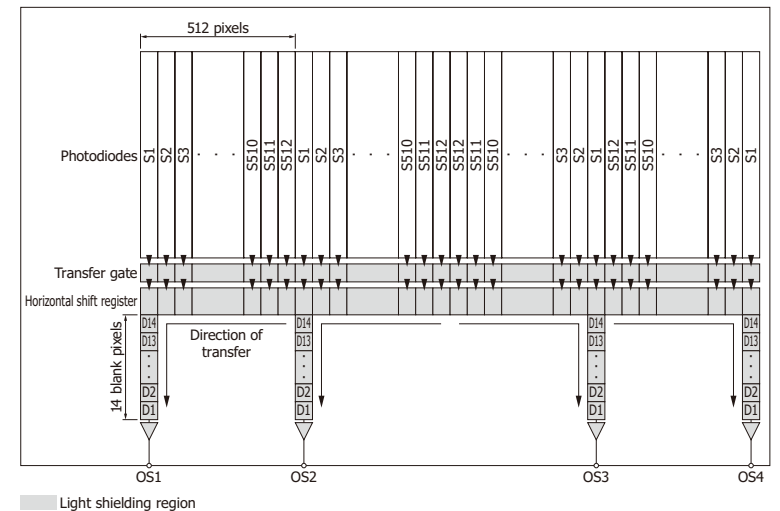 512 pixels
Photodiodes
S1 S2 S3 · · · · S510 S511 S512 S1 S2 S3 · · · · S510 S511 S512 S512 S511 S510 · · · · S3 S2 S1 S512 S511 S510 · · · · S3 S2 S1
Transfer gate
Horizontal shift register
14 blank pixels
D14 D14 D14 D14
D13 D13 D13 D13
Direction of
transfer
D2 D2 D2 D2
D1 D1 D1 D1
OS1 OS2 OS3 OS4
Light shielding region